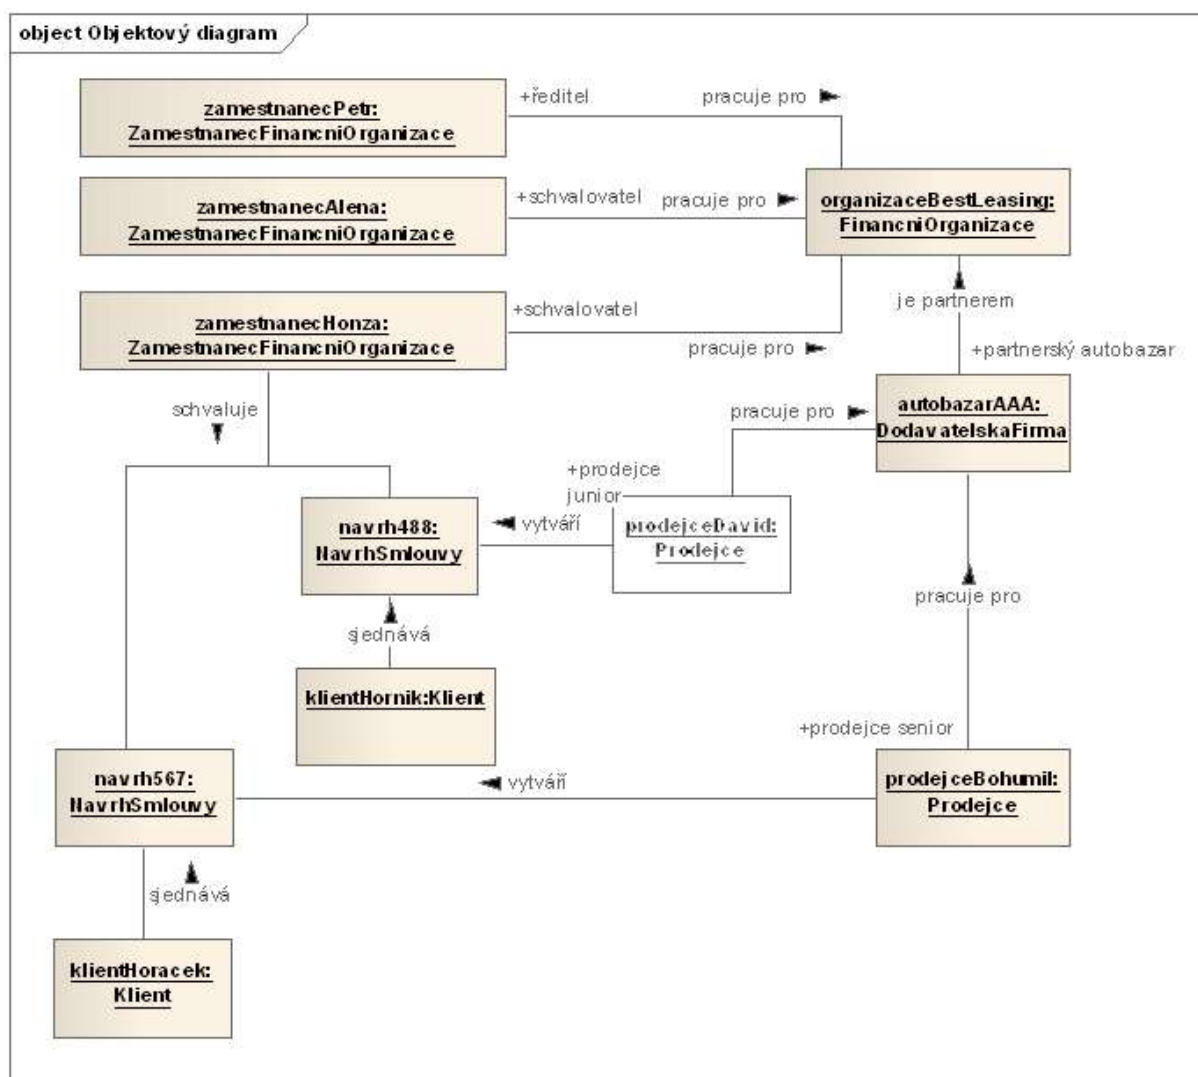 object Objektový diagram
zamestnanecPetr:
ZamestnanecFinancniOrganizace
+ředitel
pracuje pro
zamestnanecAlena:
ZamestnanecFinancniOrganizace
+schvalovatel
pracuje pro
organizaceBestLeasing:
FinancniOrganizace
zamestnanecHonza:
ZamestnanecFinancniOrganizace
+schvalovatel
pracuje pro
je partnerem
+partnerský autobazar
schvaluje
pracuje pro
autobazarAAA:
DodavatelskaFirma
+prodejce
junior
navrh488:
NavrhSmlouvy
vytváří
prodejceDavid:
Prodejce
pracuje pro
sjednává
klientHornik:Klient
+prodejce senior
navrh567:
NavrhSmlouvy
vytváří
prodejceBohumil:
Prodejce
sjednává
klientHoracek:
Klient